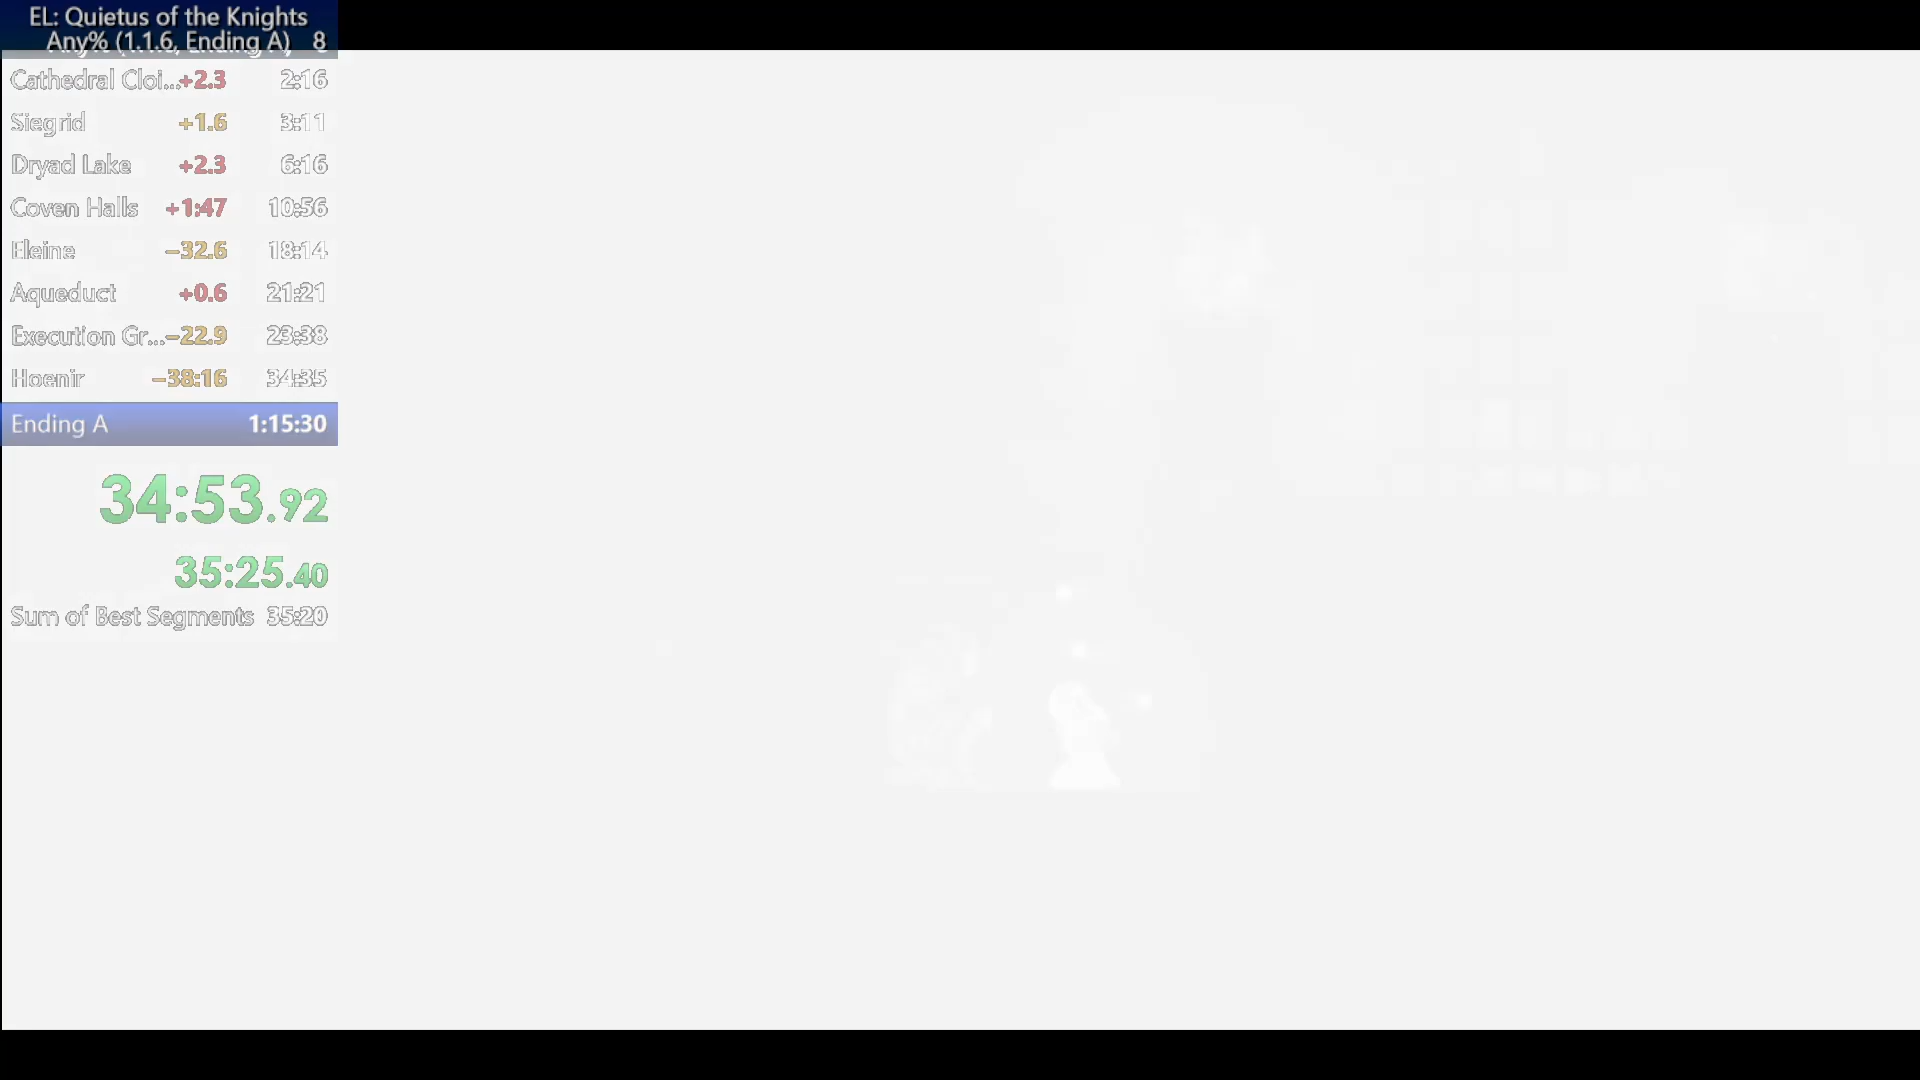 EL: Quietus of the Knights
Any% (1.1.6, Ending A) 8
Cathedral Cloi... +2.3 2:16
Siegrid +1.6 3:11
Dryad Lake +2.3 6:16
Coven Halls +1:47 10:56
Eleine −32.6 18:14
Aqueduct +0.6 21:21
Execution Gr... −22.9 23:38
Hoenir −38:16 34:35
Ending A 1:15:30
34:53.92
35:25.40
Sum of Best Segments 35:20